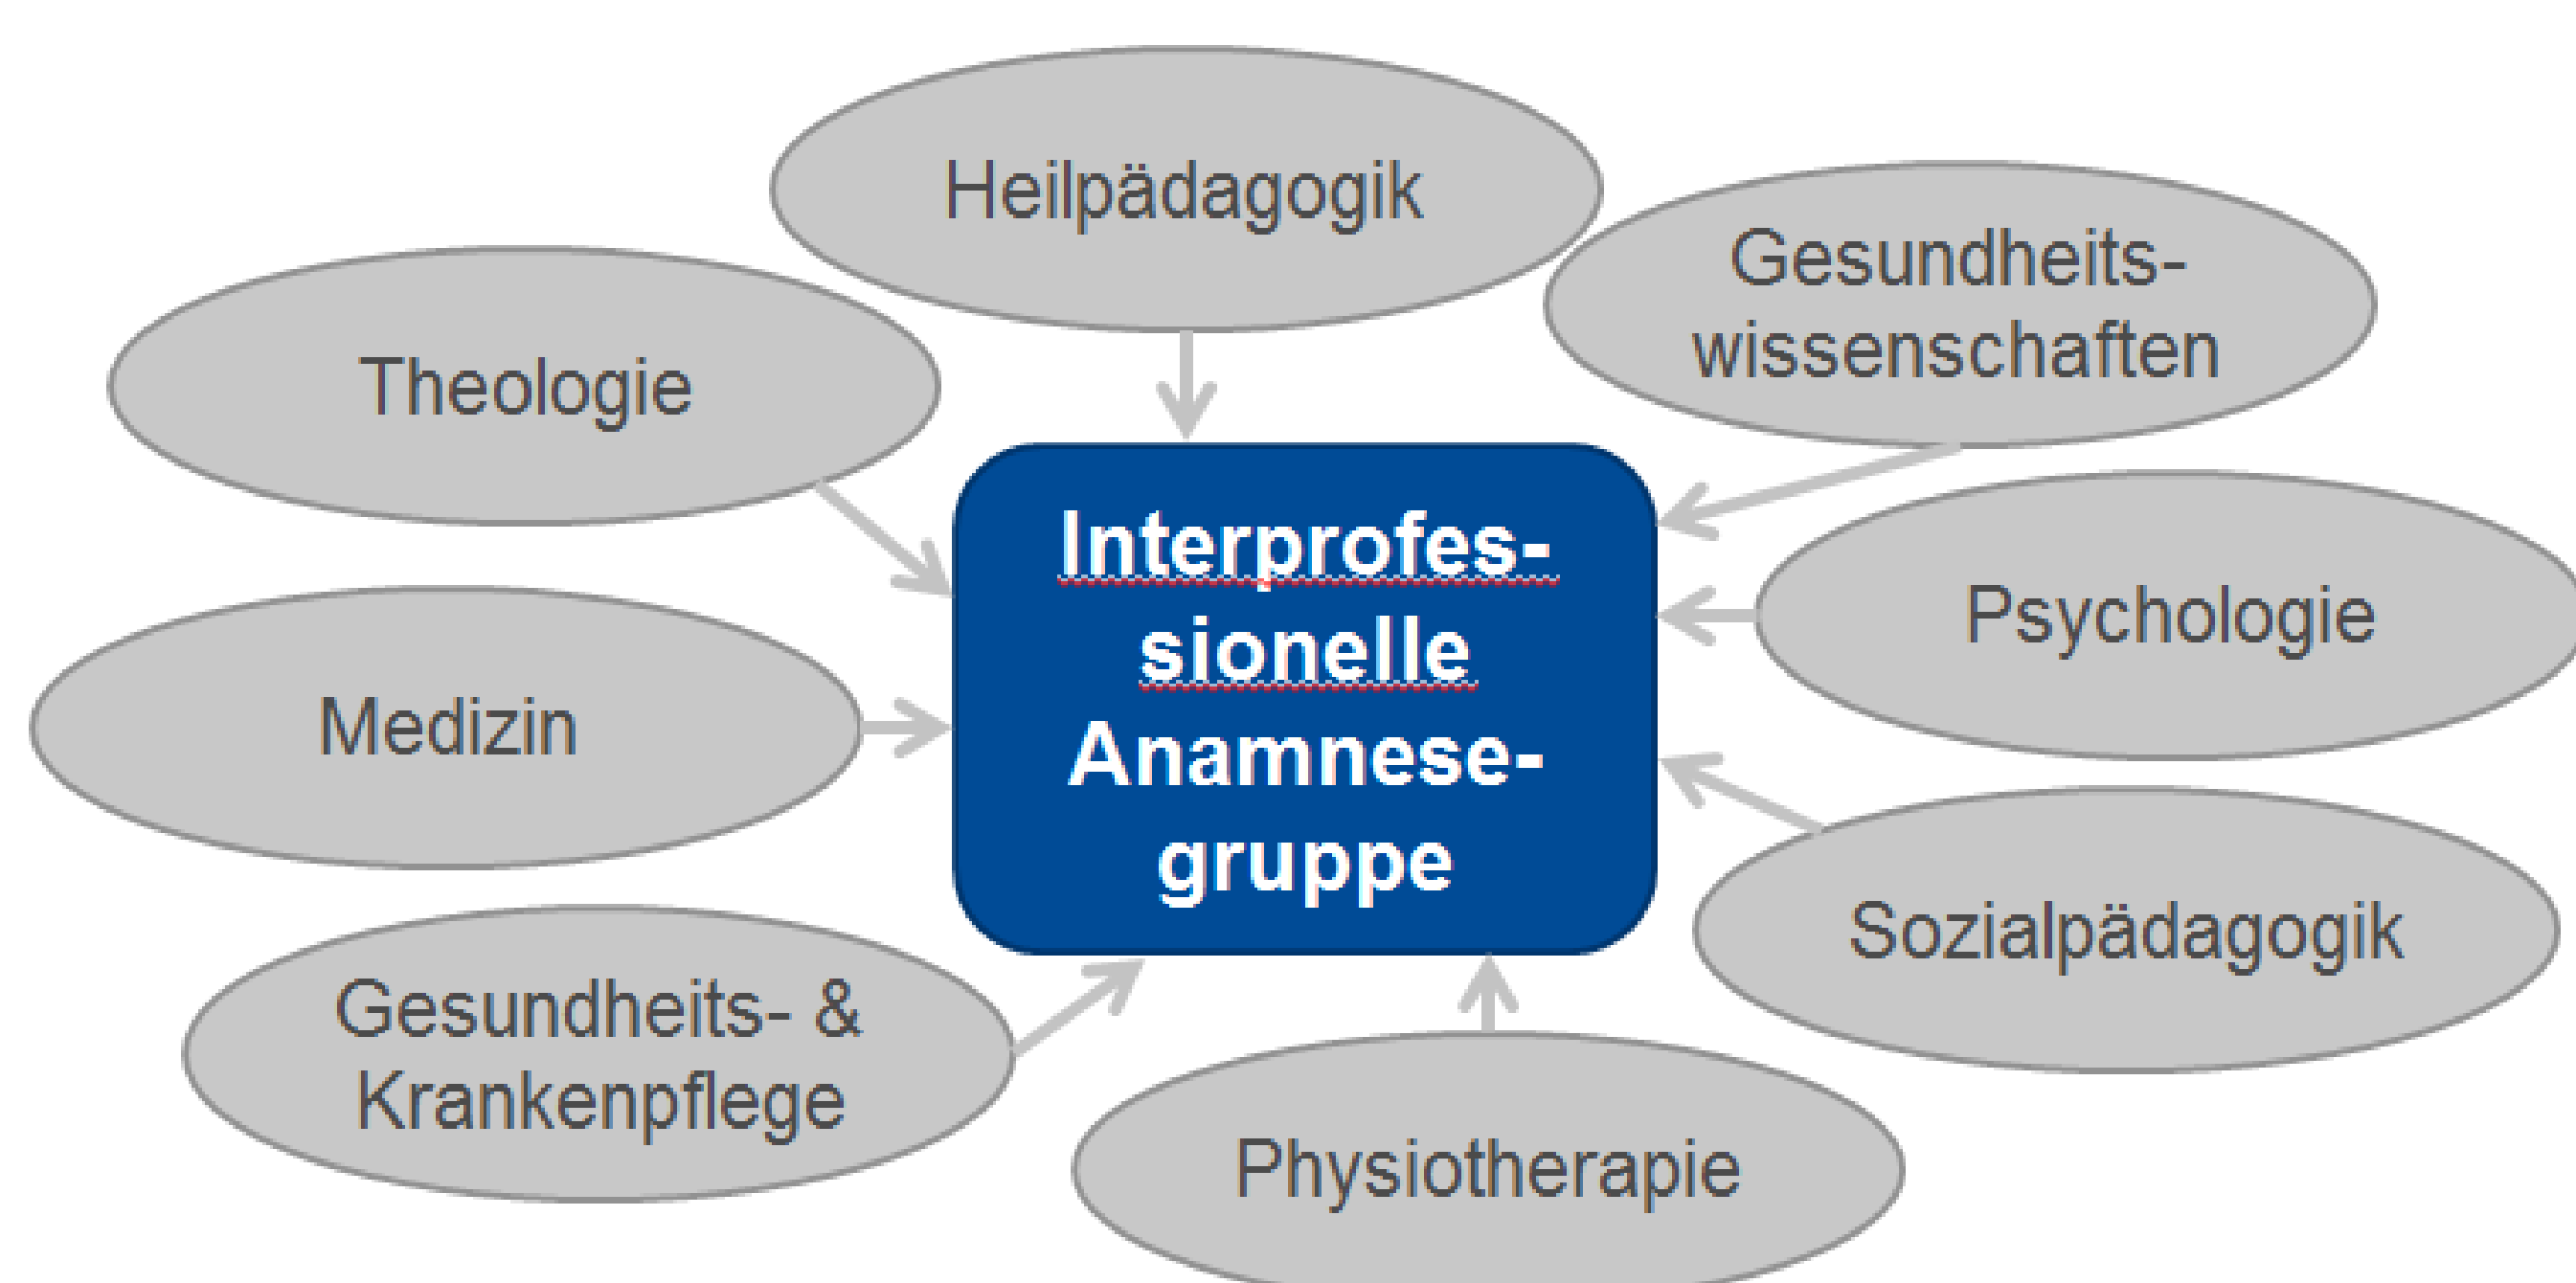 Heilpädagogik
Gesundheits-
wissenschaften
Theologie
Interprofes-
sionelle
Anamnese-
gruppe
Psychologie
Medizin
Sozialpädagogik
Gesundheits- &
Krankenpflege
Physiotherapie